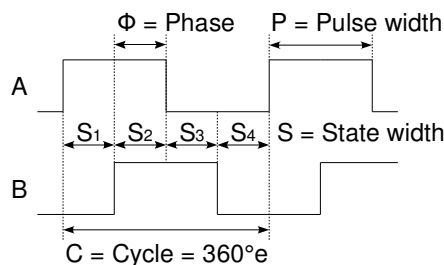 Φ = Phase P = Pulse width
A
S1 S2 S3 S4 S = State width
B
C = Cycle = 360°e